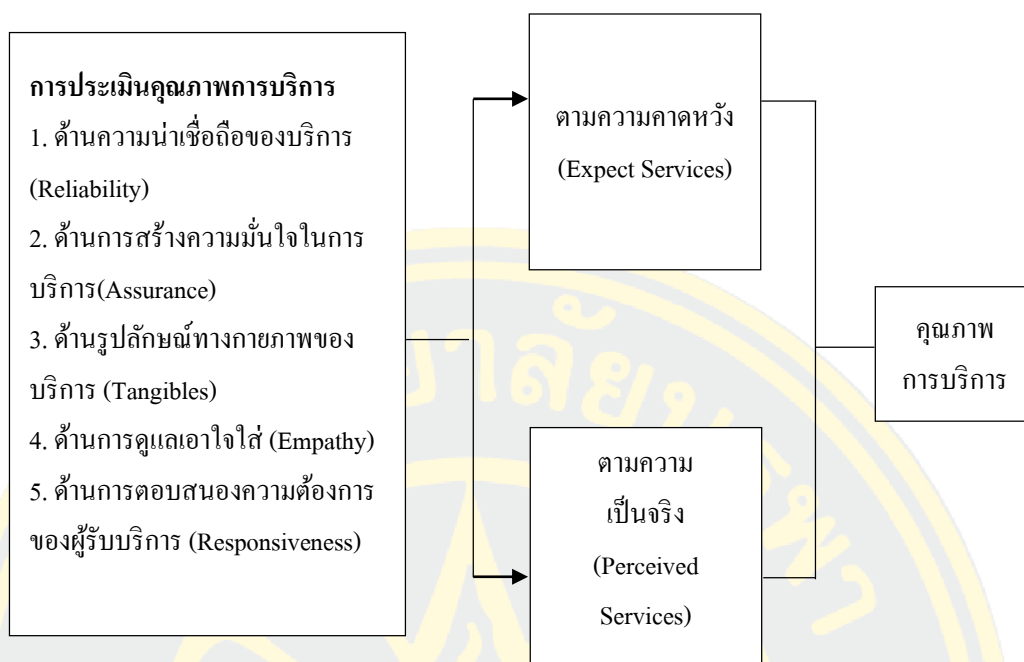 การประเมินคุณภาพการบริการ
1. ด้านความน่าเชื่อถือของบริการ
(Reliability)
2. ด้านการสร้างความมั่นใจในการ
บริการ(Assurance)
3. ด้านรูปลักษณ์ทางกายภาพของ
บริการ (Tangibles)
4. ด้านการดูแลเอาใจใส่ (Empathy)
5. ด้านการตอบสนองความต้องการ
ของผู้รับบริการ (Responsiveness)
ตามความคาดหวัง
(Expect Services)
ตามความ
เป็นจริง
(Perceived
Services)
คุณภาพ
การบริการ